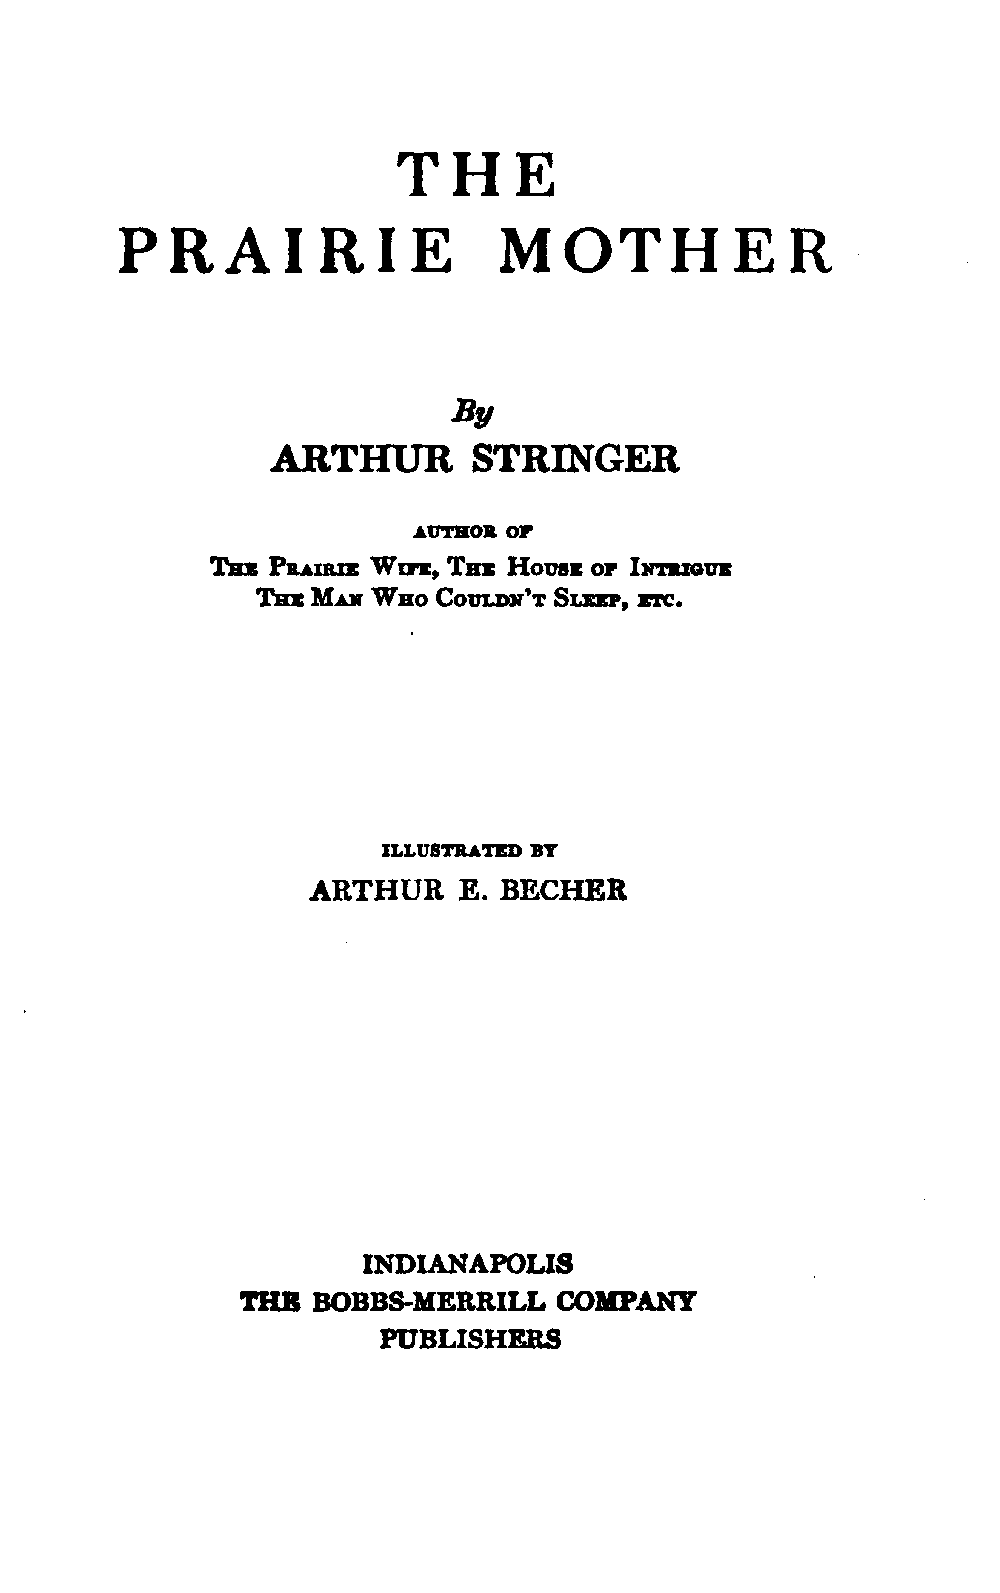 THE
PRAIRIE MOTHER
By
ARTHUR STRINGER
AUTHOR OF
THE PRAIRIE WIFE, THE HOUSE OF INTRIGUE
THE MAN WHO COULDN'T SLEEP, ETC.
ILLUSTRATED BY
ARTHUR E. BECHER
INDIANAPOLIS
THE BOBBS-MERRILL COMPANY
PUBLISHERS